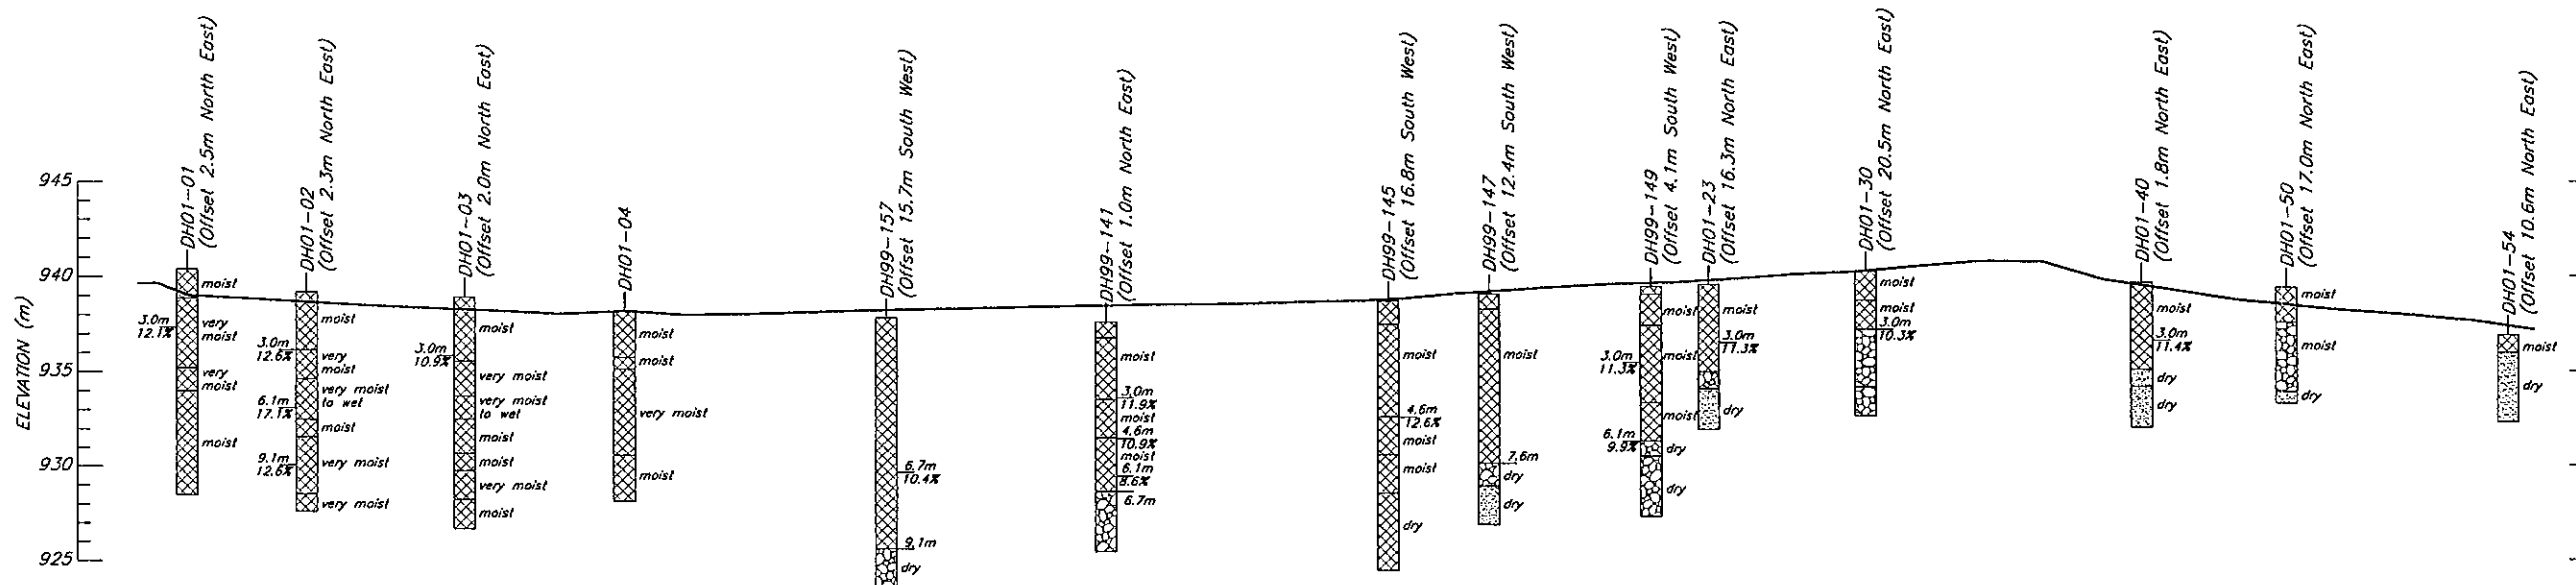 ELEVATION (m)
945
940
935
930
925
DH01-01
(Offset 2.5m North East)
moist
3.0m
12.1%
very
moist
very
moist
moist
DH01-02
(Offset 2.3m North East)
moist
3.0m
12.6%
very
moist
very moist
to wet
6.1m
17.1%
moist
9.1m
12.6%
very moist
very moist
DH01-03
(Offset 2.0m North East)
moist
3.0m
10.9%
very moist
very moist
to wet
moist
moist
very moist
moist
DH01-04
moist
moist
very moist
moist
DH99-157
(Offset 15.7m South West)
6.7m
10.4%
9.1m
dry
DH99-141
(Offset 1.0m North East)
moist
3.0m
11.9%
moist
4.6m
10.9%
moist
6.1m
8.6%
6.7m
DH99-145
(Offset 16.8m South West)
moist
4.6m
12.6%
moist
moist
dry
DH99-147
(Offset 12.4m South West)
moist
7.6m
dry
dry
DH99-149
(Offset 4.1m South West)
moist
3.0m
11.3%
moist
moist
6.1m
9.9%
dry
dry
DH01-23
(Offset 16.3m North East)
moist
3.0m
11.3%
dry
DH01-30
(Offset 20.5m North East)
moist
moist
3.0m
10.3%
DH01-40
(Offset 1.8m North East)
moist
3.0m
11.4%
dry
dry
DH01-50
(Offset 17.0m North East)
moist
moist
dry
DH01-54
(Offset 10.6m North East)
moist
dry